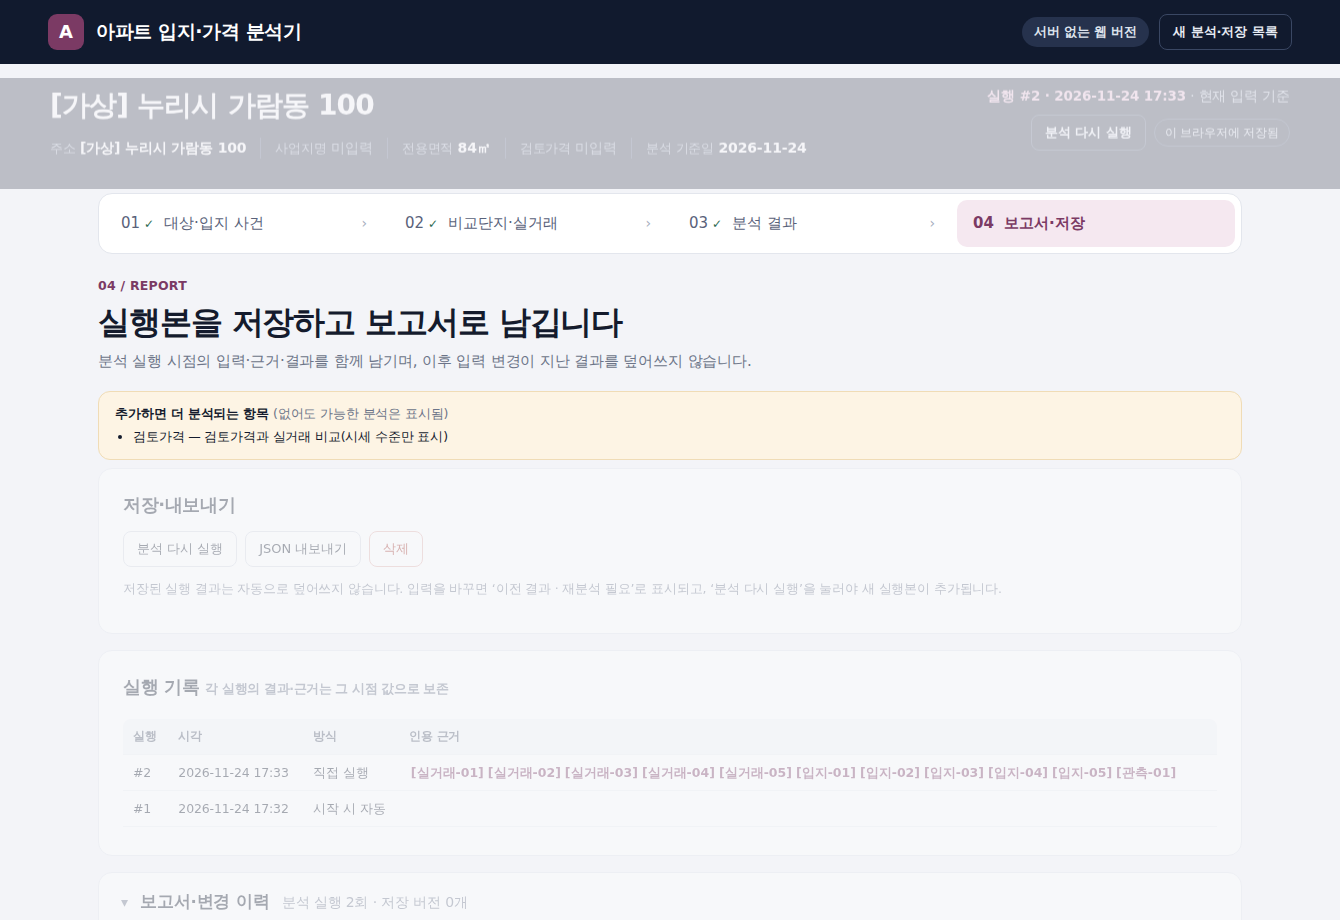 A 아파트 입지·가격 분석기
서버 없는 웹 버전
새 분석·저장 목록
[가상] 누리시 가람동 100
실행 #2 · 2026-11-24 17:33 · 현재 입력 기준
주소 [가상] 누리시 가람동 100
사업지명 미입력
전용면적 84㎡
검토가격 미입력
분석 기준일 2026-11-24
분석 다시 실행
이 브라우저에 저장됨
01 ✓ 대상·입지 사건 ›
02 ✓ 비교단지·실거래 ›
03 ✓ 분석 결과 ›
04 보고서·저장
04 / REPORT
실행본을 저장하고 보고서로 남깁니다
분석 실행 시점의 입력·근거·결과를 함께 남기며, 이후 입력 변경이 지난 결과를 덮어쓰지 않습니다.
추가하면 더 분석되는 항목 (없어도 가능한 분석은 표시됨)
• 검토가격 — 검토가격과 실거래 비교(시세 수준만 표시)
저장·내보내기
분석 다시 실행
JSON 내보내기
삭제
저장된 실행 결과는 자동으로 덮어쓰지 않습니다. 입력을 바꾸면 ‘이전 결과 · 재분석 필요’로 표시되고, ‘분석 다시 실행’을 눌러야 새 실행본이 추가됩니다.
실행 기록 각 실행의 결과·근거는 그 시점 값으로 보존
실행 시각 방식 인용 근거
#2 2026-11-24 17:33 직접 실행 [실거래-01] [실거래-02] [실거래-03] [실거래-04] [실거래-05] [입지-01] [입지-02] [입지-03] [입지-04] [입지-05] [관측-01]
#1 2026-11-24 17:32 시작 시 자동
▾ 보고서·변경 이력 분석 실행 2회 · 저장 버전 0개